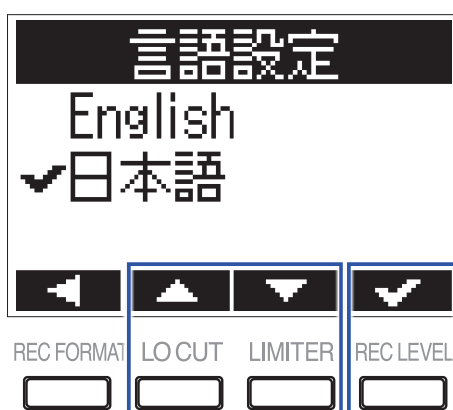 言語設定
English
日本語
REC FORMAT LO CUT LIMITER REC LEVEL